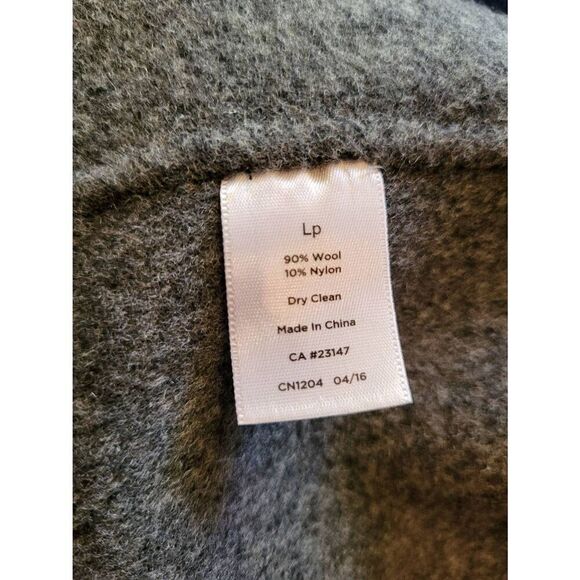 Lp
90% Wool
10% Nylon
Dry Clean
Made In China
CA #23147
CN1204 04/16